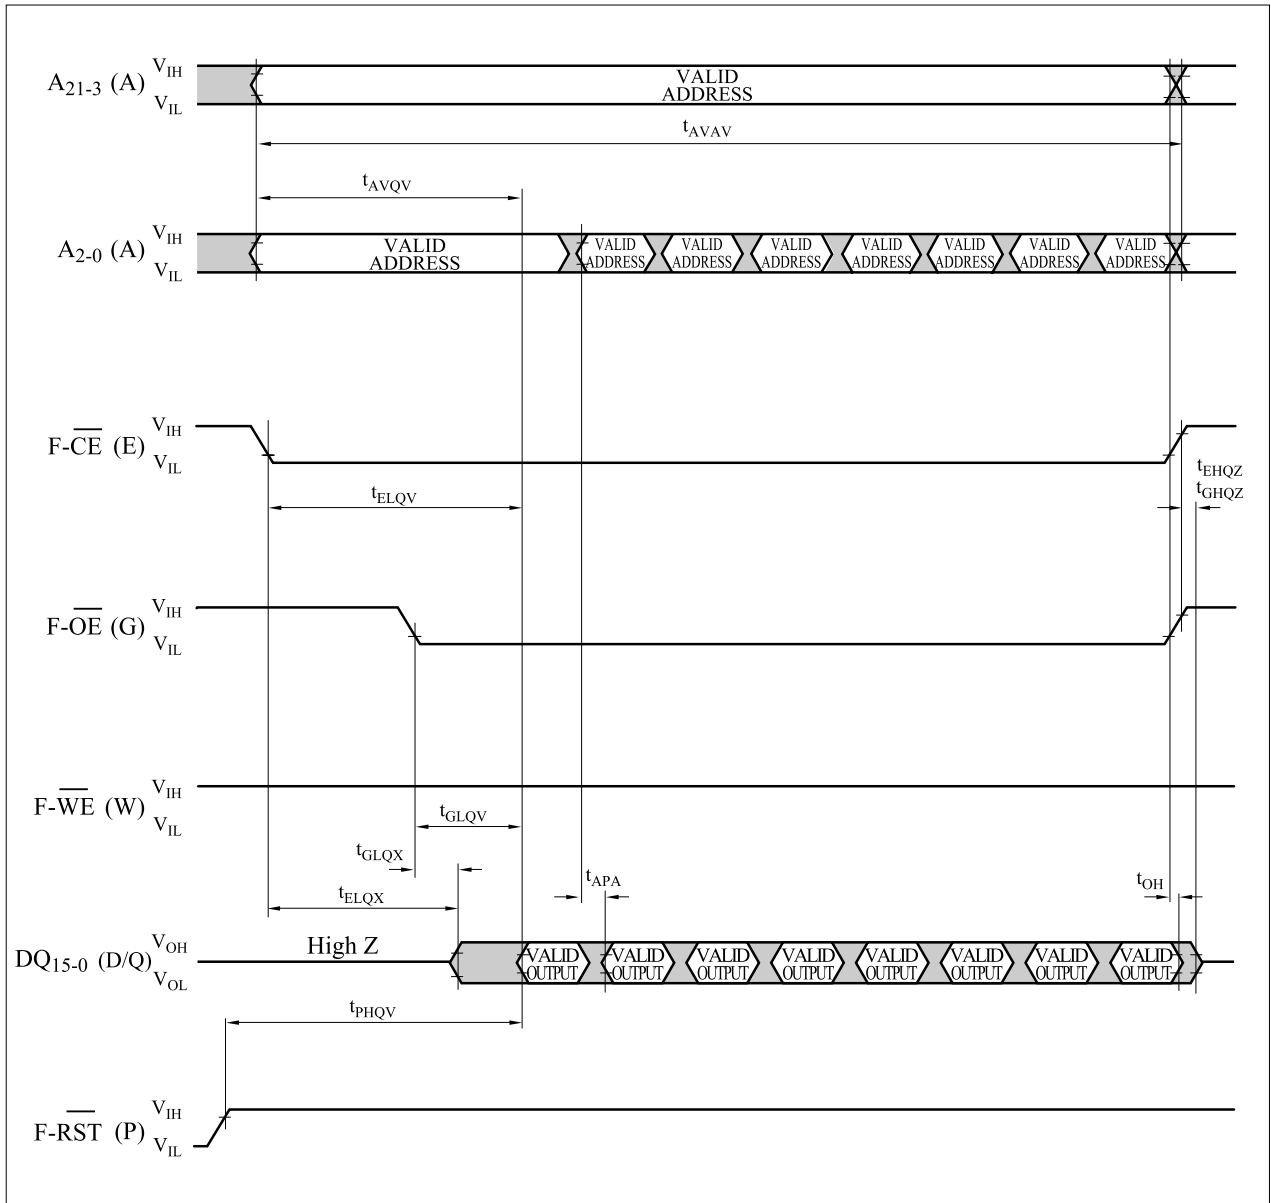 A21-3 (A) VIH VIL VALID ADDRESS
tAVAV
tAVQV
A2-0 (A) VIH VIL VALID ADDRESS VALID ADDRESS VALID ADDRESS VALID ADDRESS VALID ADDRESS VALID ADDRESS VALID ADDRESS VALID ADDRESS
F-CE (E) VIH VIL
tEHQZ
tGHQZ
tELQV
F-OE (G) VIH VIL
F-WE (W) VIH VIL
tGLQV
tGLQX
tELQX
tAPA
tOH
DQ15-0 (D/Q) VOH VOL High Z VALID OUTPUT VALID OUTPUT VALID OUTPUT VALID OUTPUT VALID OUTPUT VALID OUTPUT VALID OUTPUT VALID OUTPUT
tPHQV
F-RST (P) VIH VIL